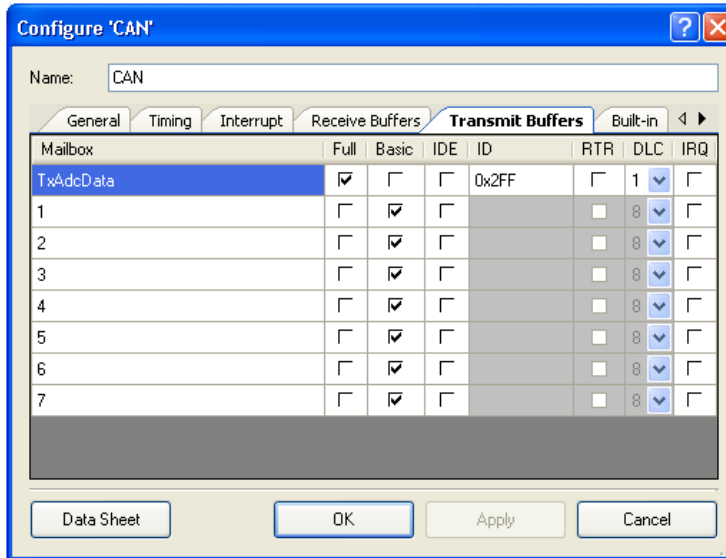 Configure 'CAN'
Name: CAN
General Timing Interrupt Receive Buffers Transmit Buffers Built-in
Mailbox Full Basic IDE ID RTR DLC IRQ
TxAdcData 0x2FF 1
1 8
2 8
3 8
4 8
5 8
6 8
7 8
Data Sheet OK Apply Cancel